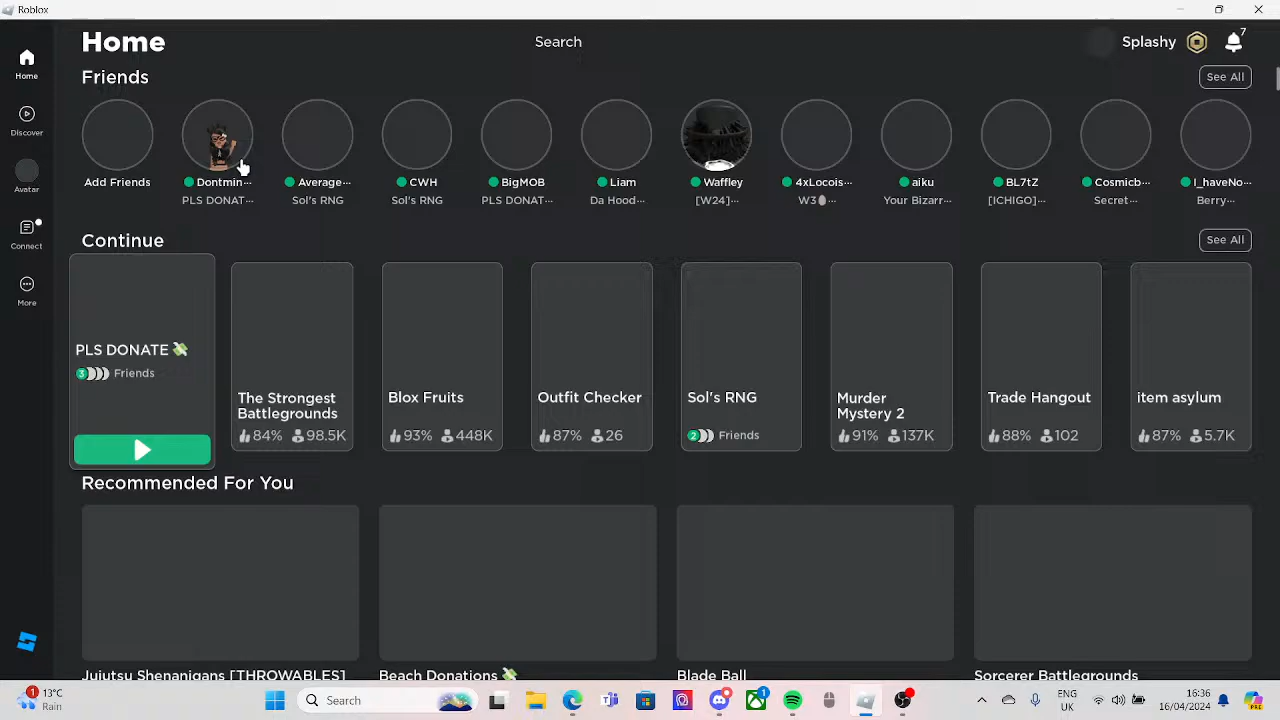 Roblox
Home
Search
Splashy
7
Friends
See All
Home
Discover
Avatar
Connect
More
Add Friends
Dontmin...
Average...
CWH
BigMOB
Liam
Waffley
4xLocois...
aiku
BL7tZ
Cosmicb...
I_haveNo...
PLS DONAT...
Sol's RNG
Sol's RNG
PLS DONAT...
Da Hood...
[W24]...
W3🥚...
Your Bizarr...
[ICHIGO]...
Secret...
Berry...
Continue
See All
PLS DONATE 💸
3 Friends
The Strongest
Battlegrounds
84% 98.5K
Blox Fruits
93% 448K
Outfit Checker
87% 26
Sol's RNG
2 Friends
Murder
Mystery 2
91% 137K
Trade Hangout
88% 102
item asylum
87% 5.7K
Recommended For You
Jujutsu Shenanigans [THROWABLES]
Beach Donations 💸
Blade Ball
Sorcerer Battlegrounds
1
13°C
Rain
Search
1
ENG
UK
16:36
16/04/2024
PRE